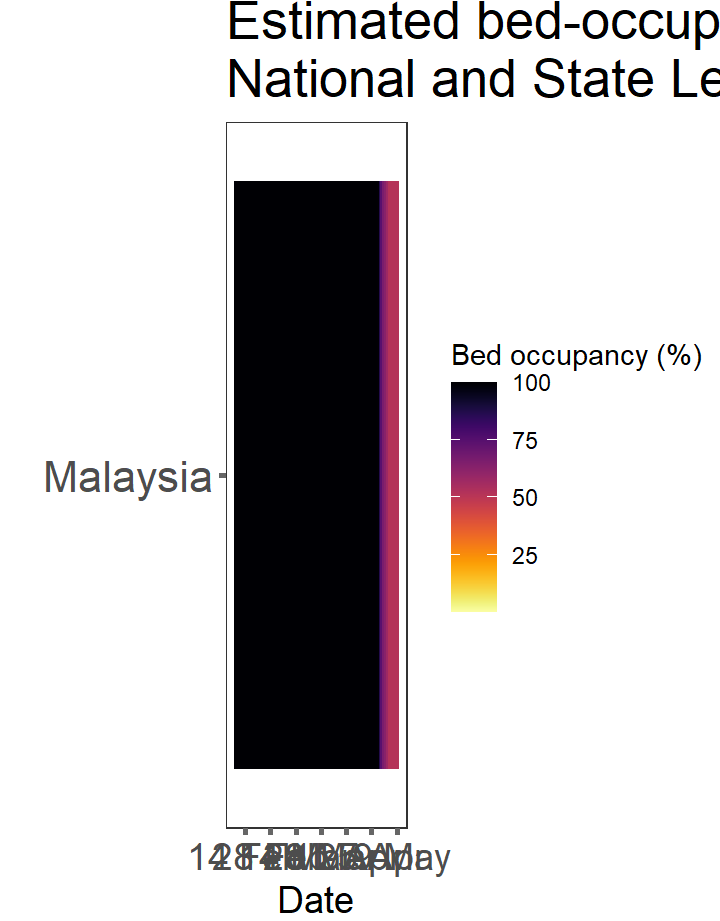 Estimated bed-occup
National and State Le
Bed occupancy (%)
100
75
50
25
Malaysia
Date